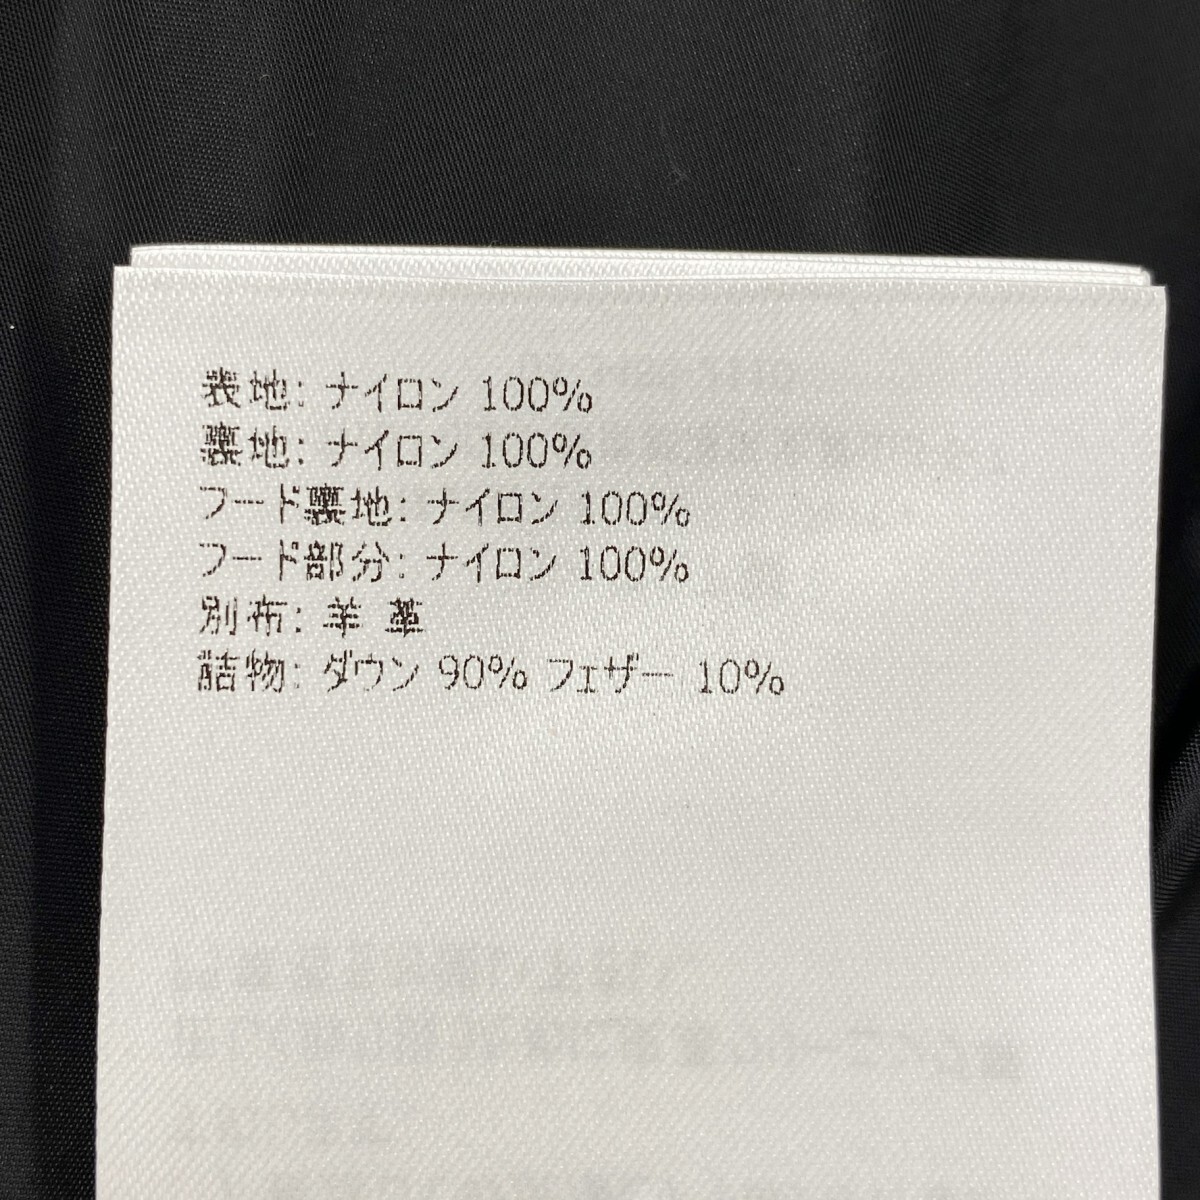 表地: ナイロン 100%
裏地: ナイロン 100%
フード裏地: ナイロン 100%
フード部分: ナイロン 100%
別布: 羊 革
詰物: ダウン 90% フェザー 10%